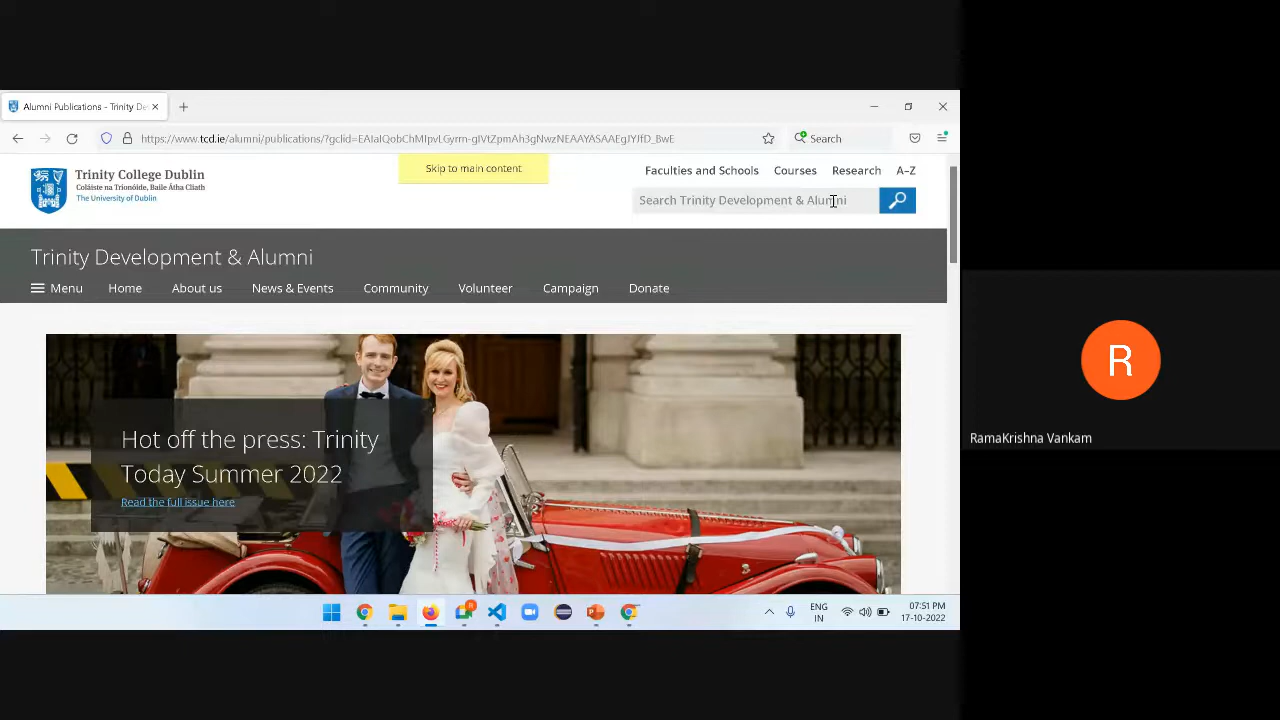 Alumni Publications - Trinity De
https://www.tcd.ie/alumni/publications/?gclid=EAIaIQobChMIpvLGyrrn-gIVtZpmAh3gNwzNEAAYASAAEgJYJfD_BwE
Search
Skip to main content
Trinity College Dublin
Coláiste na Tríonóide, Baile Átha Cliath
The University of Dublin
Faculties and Schools
Courses
Research
A–Z
Search Trinity Development & Alumni
Trinity Development & Alumni
Menu
Home
About us
News & Events
Community
Volunteer
Campaign
Donate
Hot off the press: Trinity
Today Summer 2022
Read the full issue here
R
RamaKrishna Vankam
ENG
IN
07:51 PM
17-10-2022